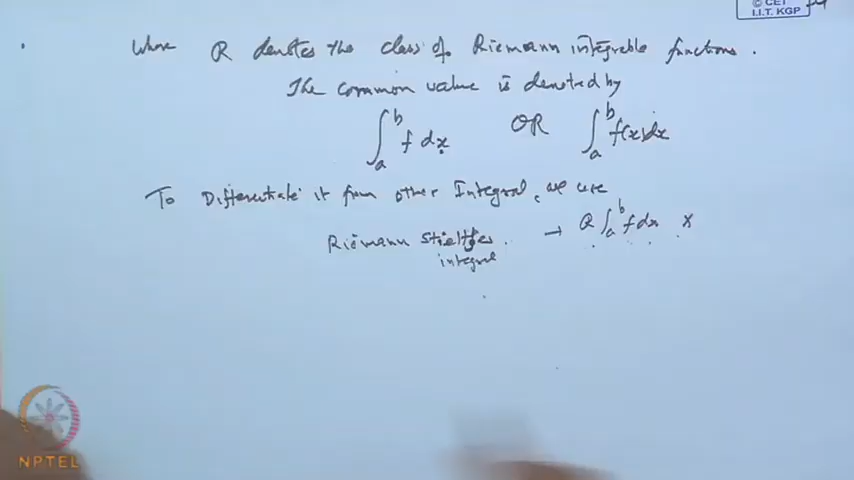 © CET
I.I.T. KGP
Where R denotes the class of Riemann integrable functions.
The common value is denoted by
∫_a^b f dx OR ∫_a^b f(x)dx
To Differentiate it from other Integral, we use
Riemann Stieltjes → R ∫_a^b f dx X
integral
NPTEL